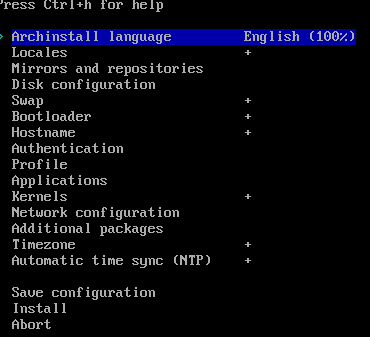 Press Ctrl+h for help
> Archinstall language English (100%)
Locales +
Mirrors and repositories
Disk configuration
Swap +
Bootloader +
Hostname +
Authentication
Profile
Applications
Kernels +
Network configuration
Additional packages
Timezone +
Automatic time sync (NTP) +
Save configuration
Install
Abort